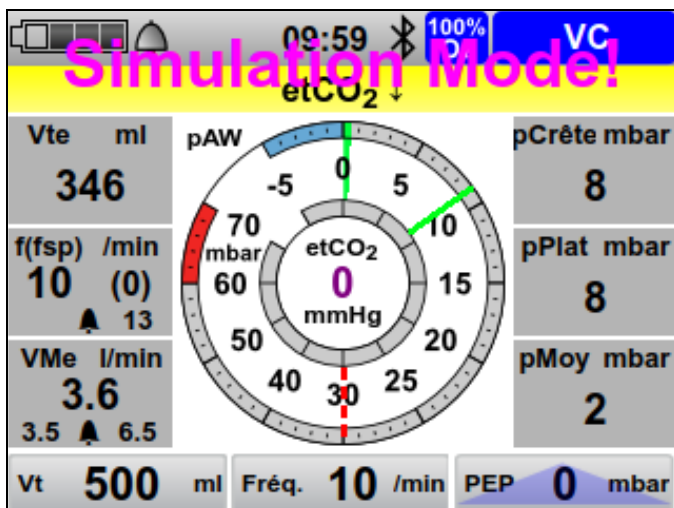 09:59 100% O₂ VC
Simulation Mode!
etCO₂ ↓
Vte ml
346
f(fsp) /min
10 (0)
13
VMe l/min
3.6
3.5 6.5
pAW
-5 0 5 10 15 20 25 30 40 50 60 70
mbar
etCO₂
0
mmHg
pCrête mbar
8
pPlat mbar
8
pMoy mbar
2
Vt 500 ml
Fréq. 10 /min
PEP 0 mbar